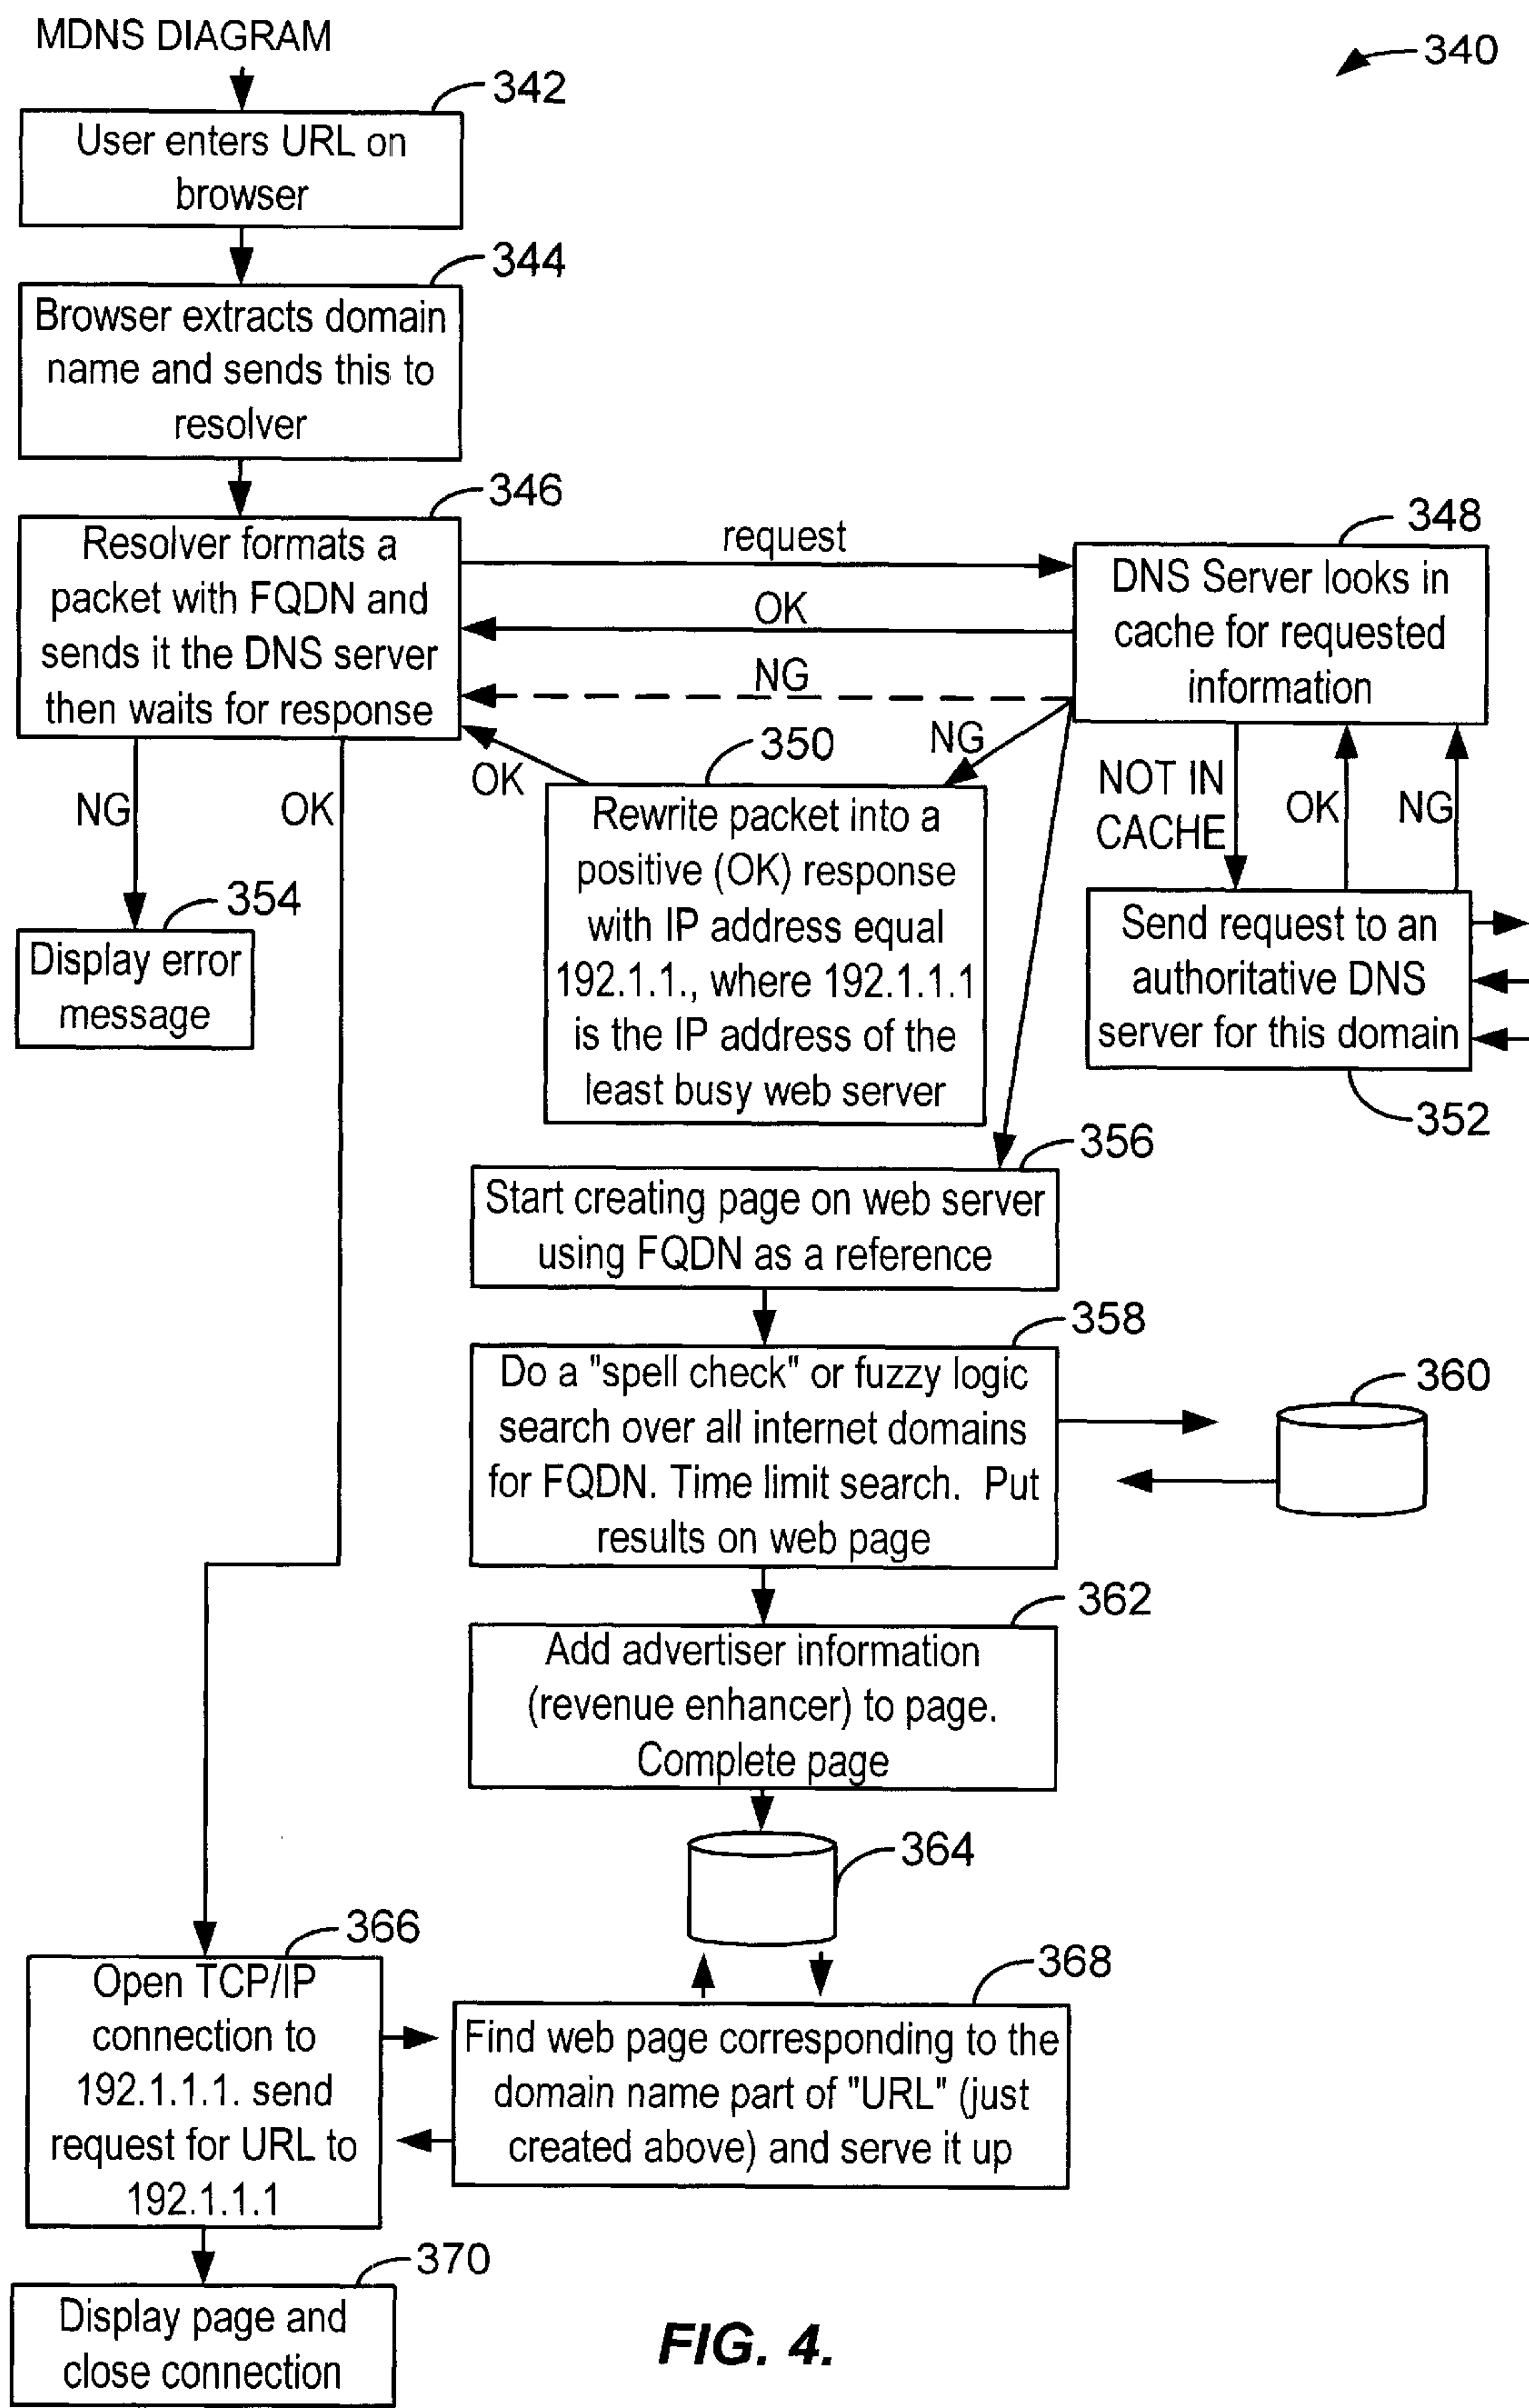 MDNS DIAGRAM
340
342
User enters URL on
browser
344
Browser extracts domain
name and sends this to
resolver
346
Resolver formats a
packet with FQDN and
sends it the DNS server
then waits for response
request
OK
NG
348
DNS Server looks in
cache for requested
information
NG
OK
350
Rewrite packet into a
positive (OK) response
with IP address equal
192.1.1., where 192.1.1.1
is the IP address of the
least busy web server
NOT IN
CACHE
OK
NG
Send request to an
authoritative DNS
server for this domain
352
NG
OK
354
Display error
message
356
Start creating page on web server
using FQDN as a reference
358
Do a "spell check" or fuzzy logic
search over all internet domains
for FQDN. Time limit search. Put
results on web page
360
362
Add advertiser information
(revenue enhancer) to page.
Complete page
364
366
Open TCP/IP
connection to
192.1.1.1. send
request for URL to
192.1.1.1
368
Find web page corresponding to the
domain name part of "URL" (just
created above) and serve it up
370
Display page and
close connection
FIG. 4.